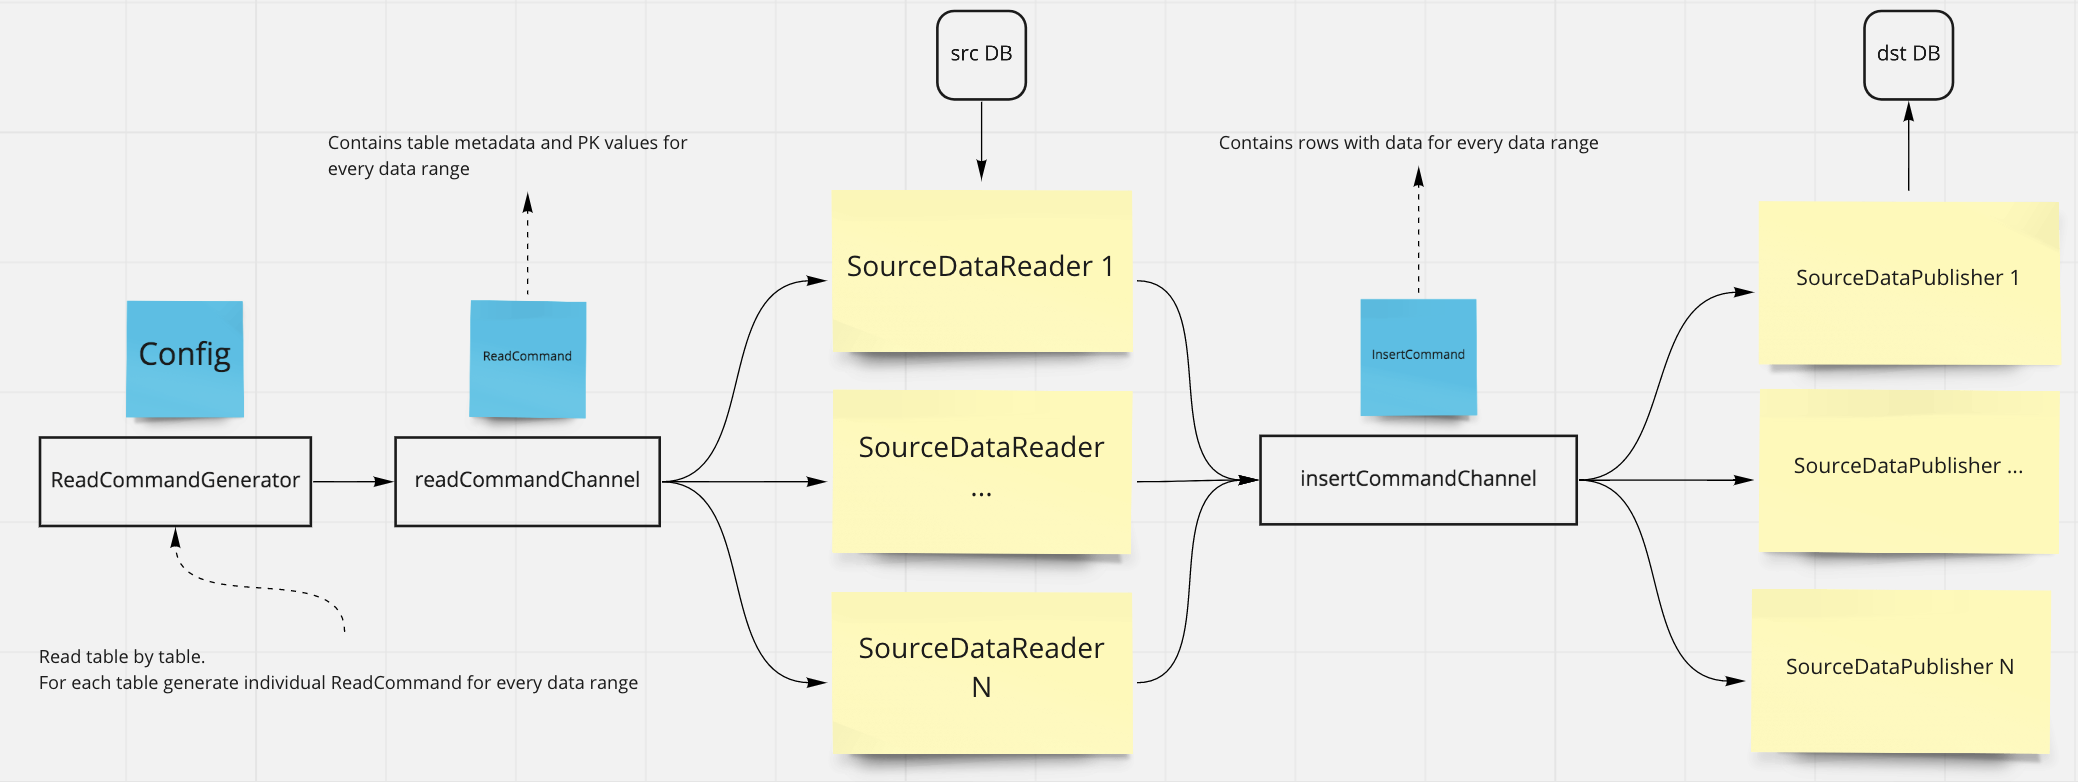 src DB
dst DB
Contains table metadata and PK values for
every data range
Contains rows with data for every data range
Config
ReadCommand
SourceDataReader 1
InsertCommand
SourceDataPublisher 1
ReadCommandGenerator
readCommandChannel
SourceDataReader
...
insertCommandChannel
SourceDataPublisher ...
Read table by table.
For each table generate individual ReadCommand for every data range
SourceDataReader
N
SourceDataPublisher N